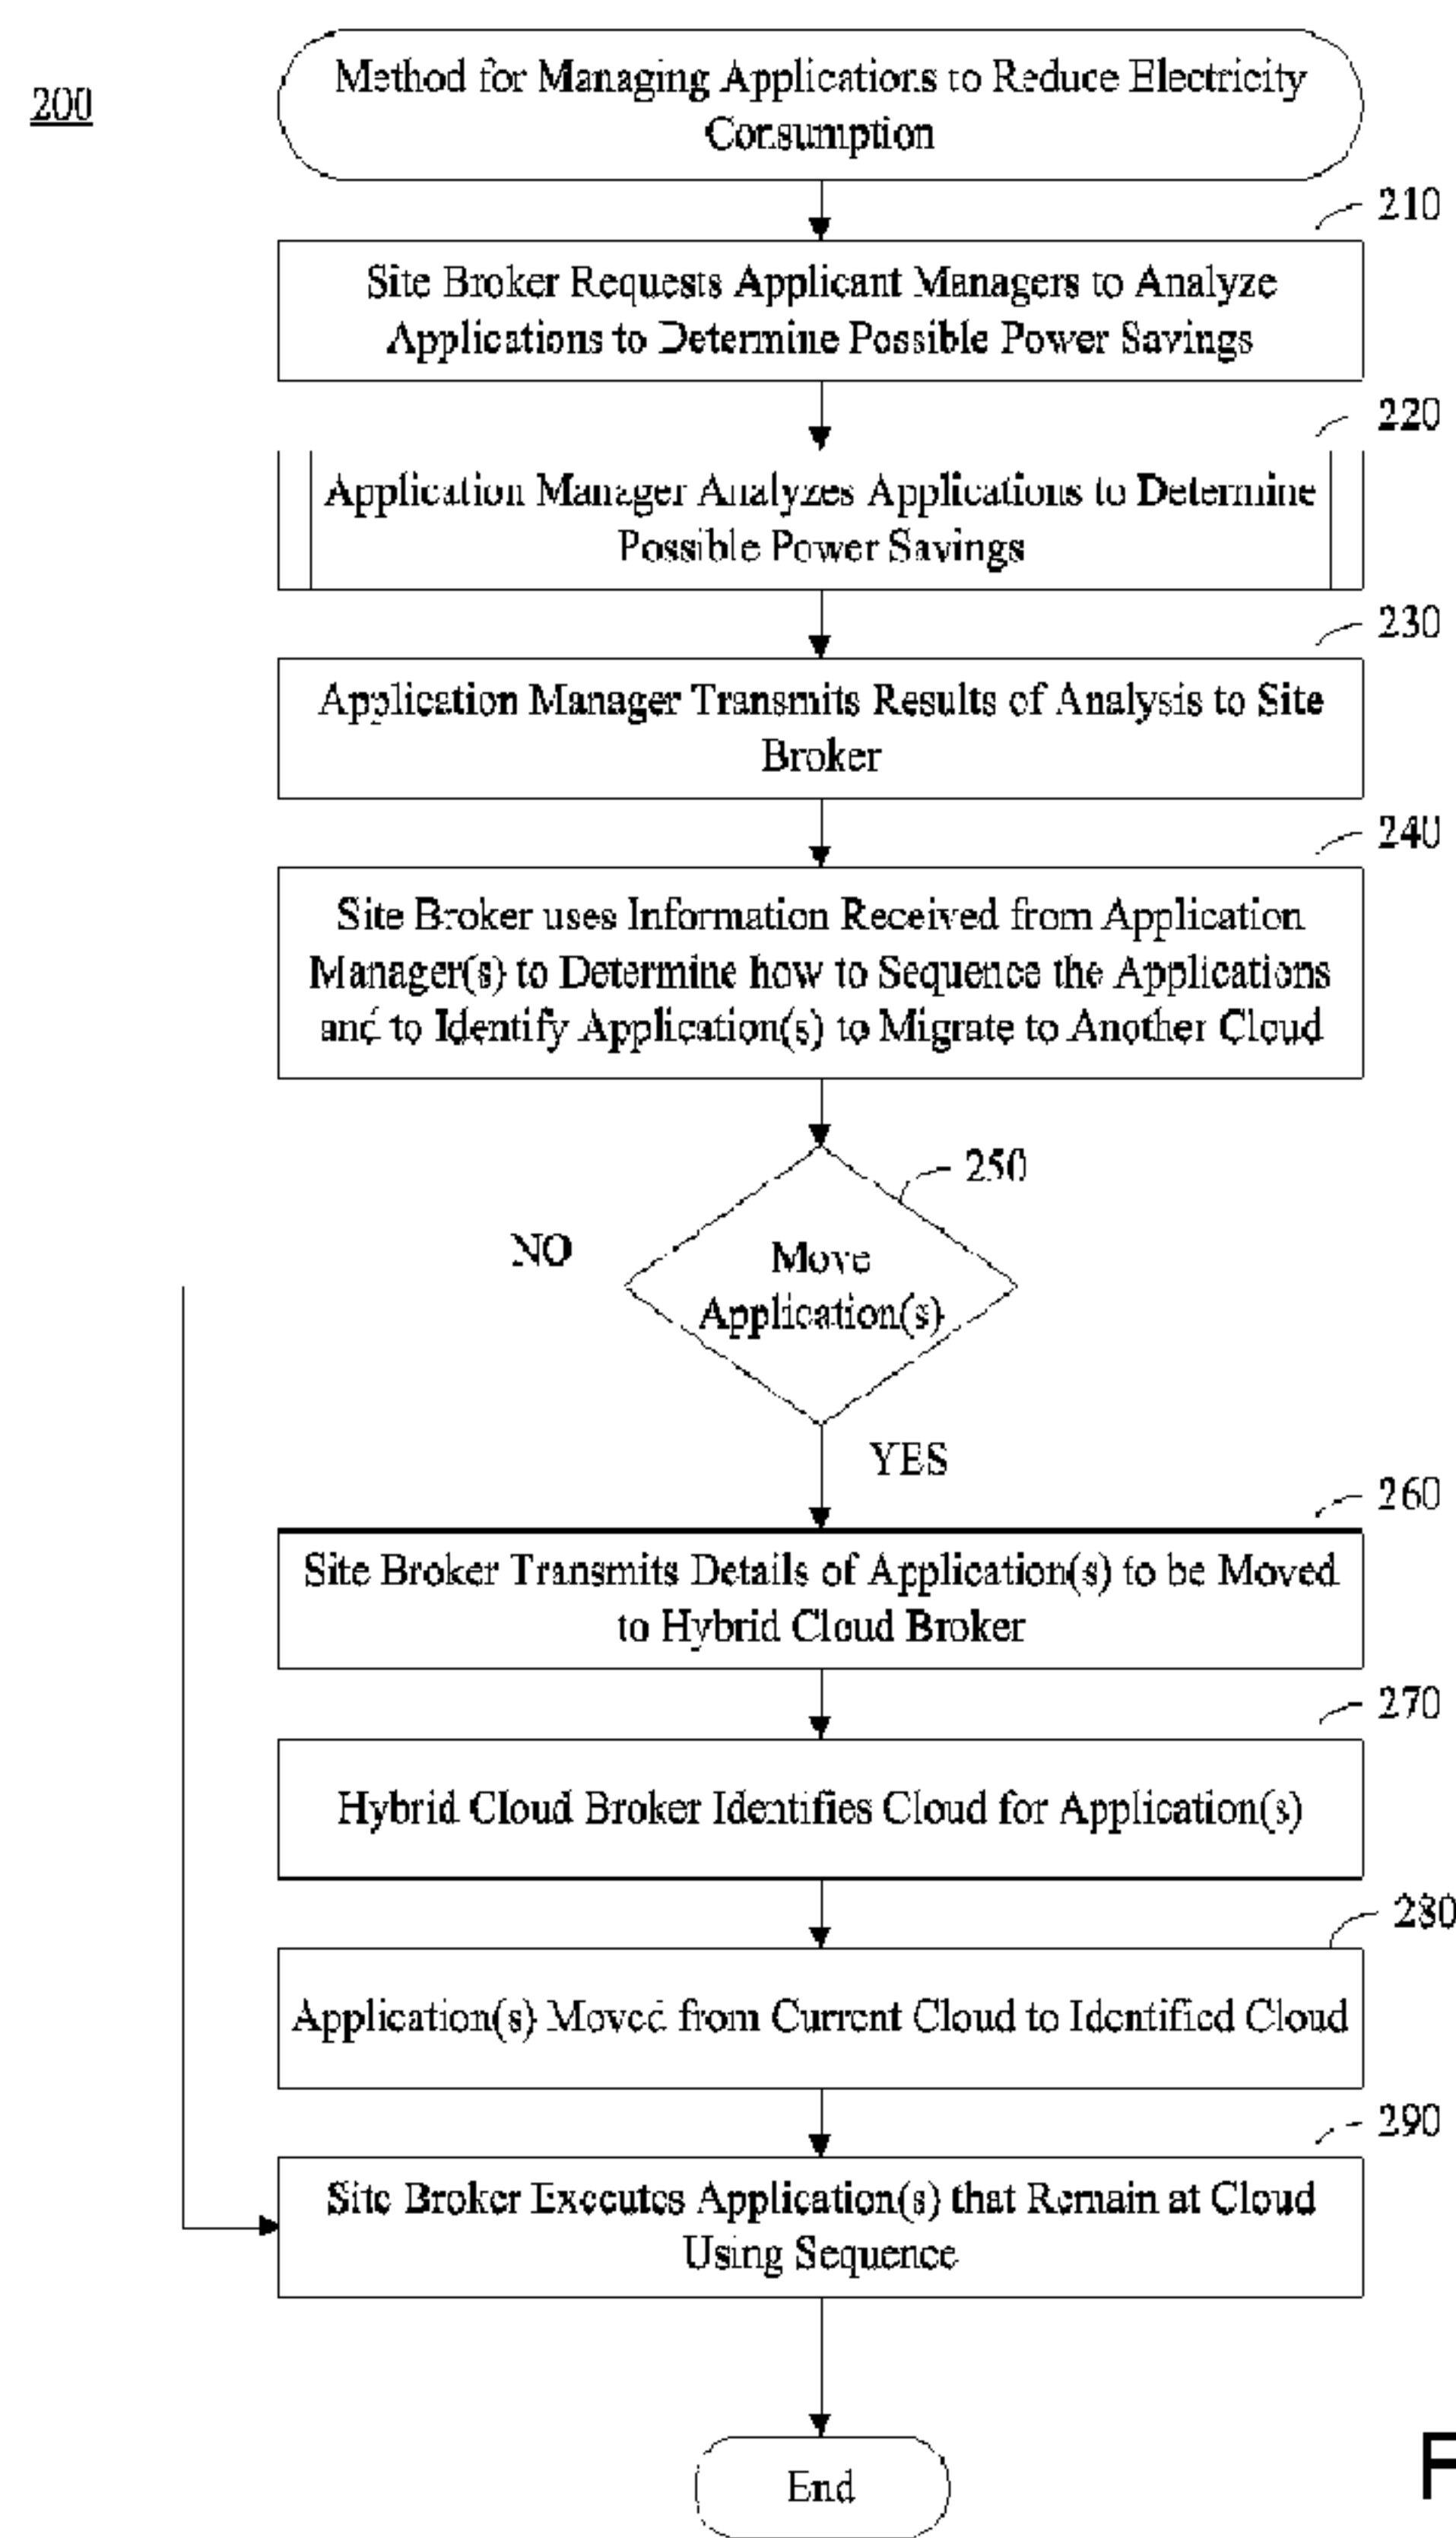 200
Method for Managing Applications to Reduce Electricity
Consumption
210
Site Broker Requests Applicant Managers to Analyze
Applications to Determine Possible Power Savings
220
Application Manager Analyzes Applications to Determine
Possible Power Savings
230
Application Manager Transmits Results of Analysis to Site
Broker
240
Site Broker uses Information Received from Application
Manager(s) to Determine how to Sequence the Applications
and to Identify Application(s) to Migrate to Another Cloud
250
NO
Move
Application(s)
YES
260
Site Broker Transmits Details of Application(s) to be Moved
to Hybrid Cloud Broker
270
Hybrid Cloud Broker Identifies Cloud for Application(s)
280
Application(s) Moved from Current Cloud to Identified Cloud
290
Site Broker Executes Application(s) that Remain at Cloud
Using Sequence
End
F